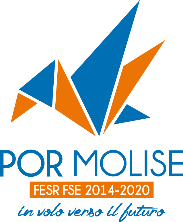 POR MOLISE
FESR FSE 2014-2020
in volo verso il futuro